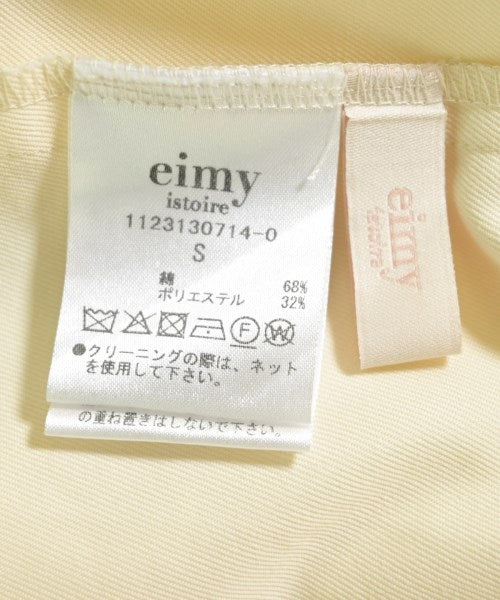 eimy
istoire
1123130714-0
S
綿 68%
ポリエステル 32%
F W
●クリーニングの際は、ネット
を使用して下さい。
の重ね置きはしないで下さい。
eimy
istoire